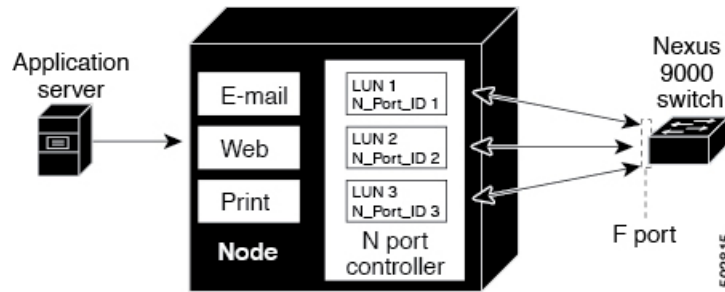 Application
server
E-mail
Web
Print
Node
LUN 1
N_Port_ID 1
LUN 2
N_Port_ID 2
LUN 3
N_Port_ID 3
N port
controller
Nexus
9000
switch
F port